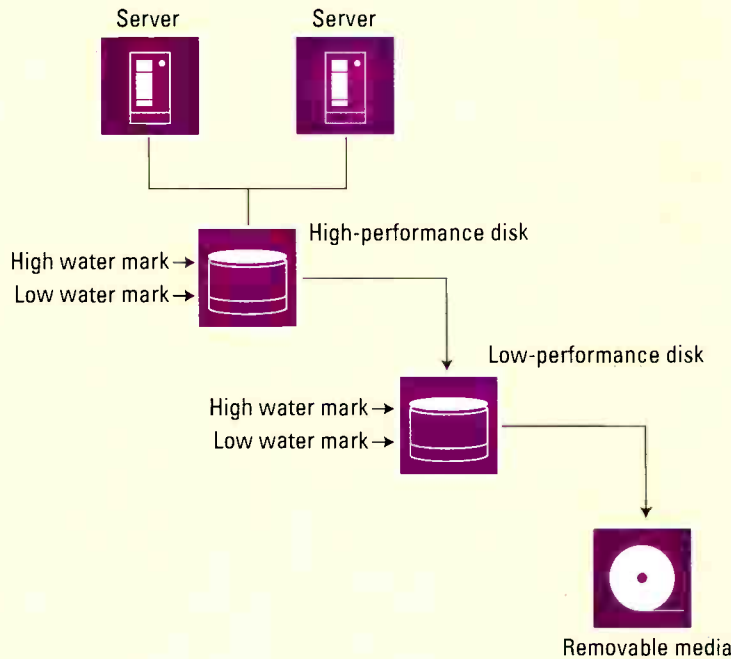 Server
Server
High-performance disk
High water mark
Low water mark
Low-performance disk
High water mark
Low water mark
Removable media